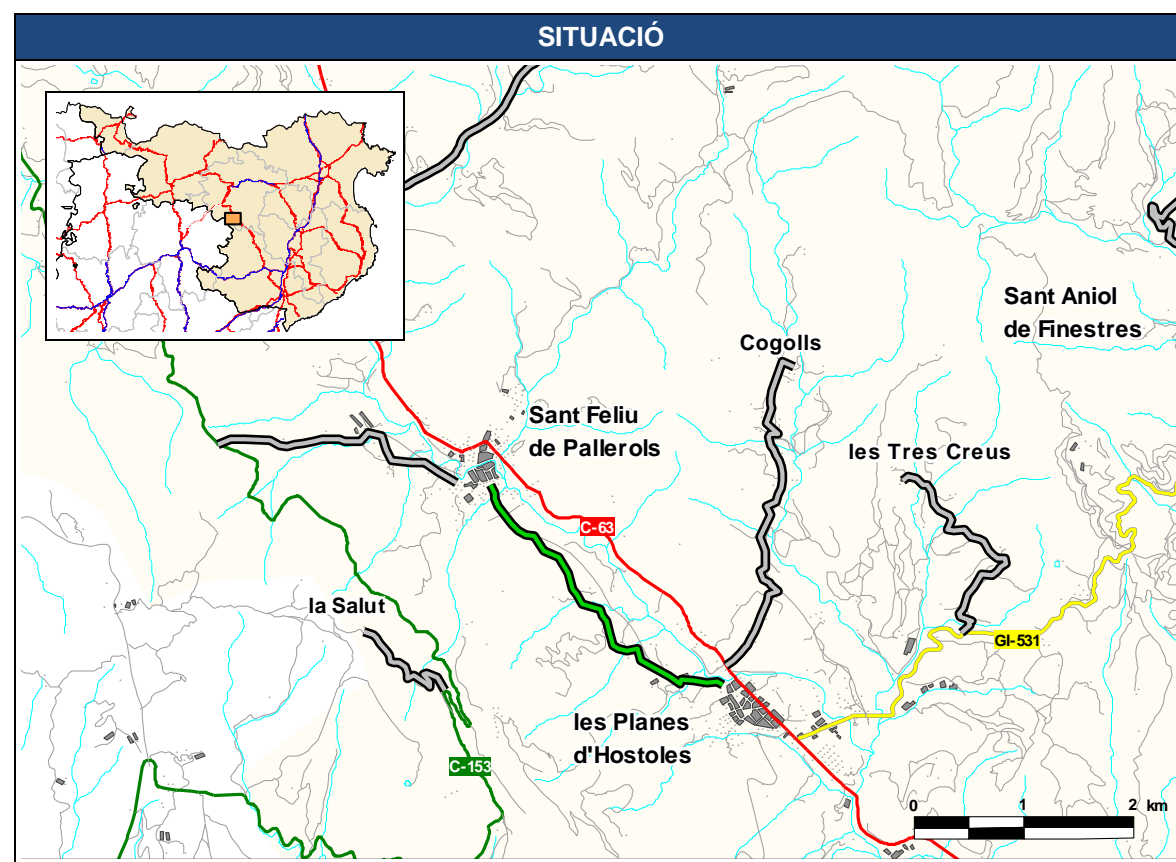 SITUACIÓ
Sant Aniol
de Finestres
Cogolls
Sant Feliu
de Pallerols
les Tres Creus
C-63
la Salut
GI-531
les Planes
d'Hostoles
C-153
0 1 2 km